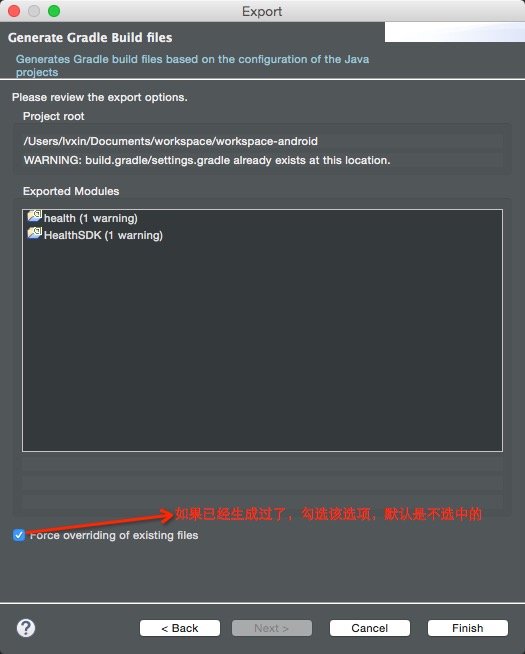 Export
Generate Gradle Build files
Generates Gradle build files based on the configuration of the Java
projects
Please review the export options.
Project root
/Users/lvxin/Documents/workspace/workspace-android
WARNING: build.gradle/settings.gradle already exists at this location.
Exported Modules
health (1 warning)
HealthSDK (1 warning)
如果已经生成过了，勾选该选项，默认是不选中的
Force overriding of existing files
?
< Back
Next >
Cancel
Finish